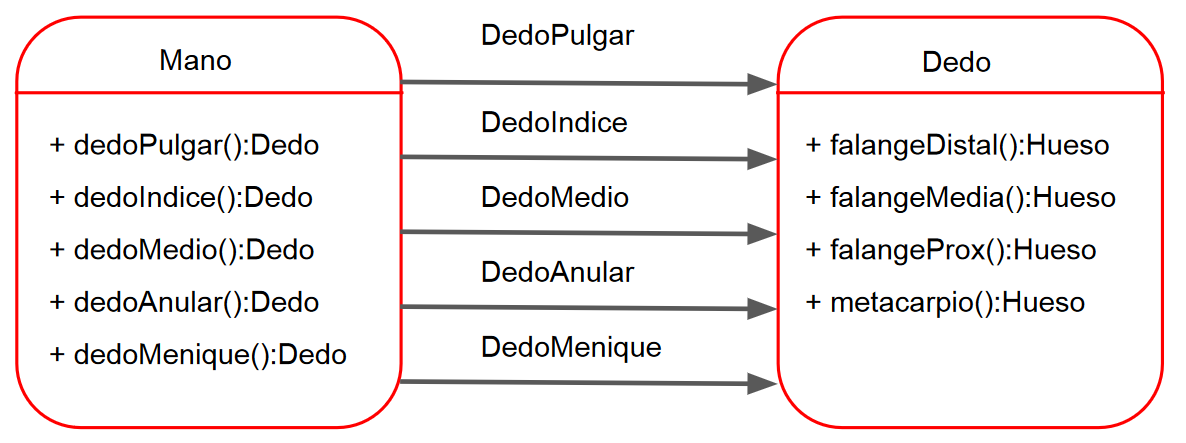 Mano
+ dedoPulgar():Dedo
+ dedoIndice():Dedo
+ dedoMedio():Dedo
+ dedoAnular():Dedo
+ dedoMenique():Dedo
DedoPulgar
DedoIndice
DedoMedio
DedoAnular
DedoMenique
Dedo
+ falangeDistal():Hueso
+ falangeMedia():Hueso
+ falangeProx():Hueso
+ metacarpio():Hueso